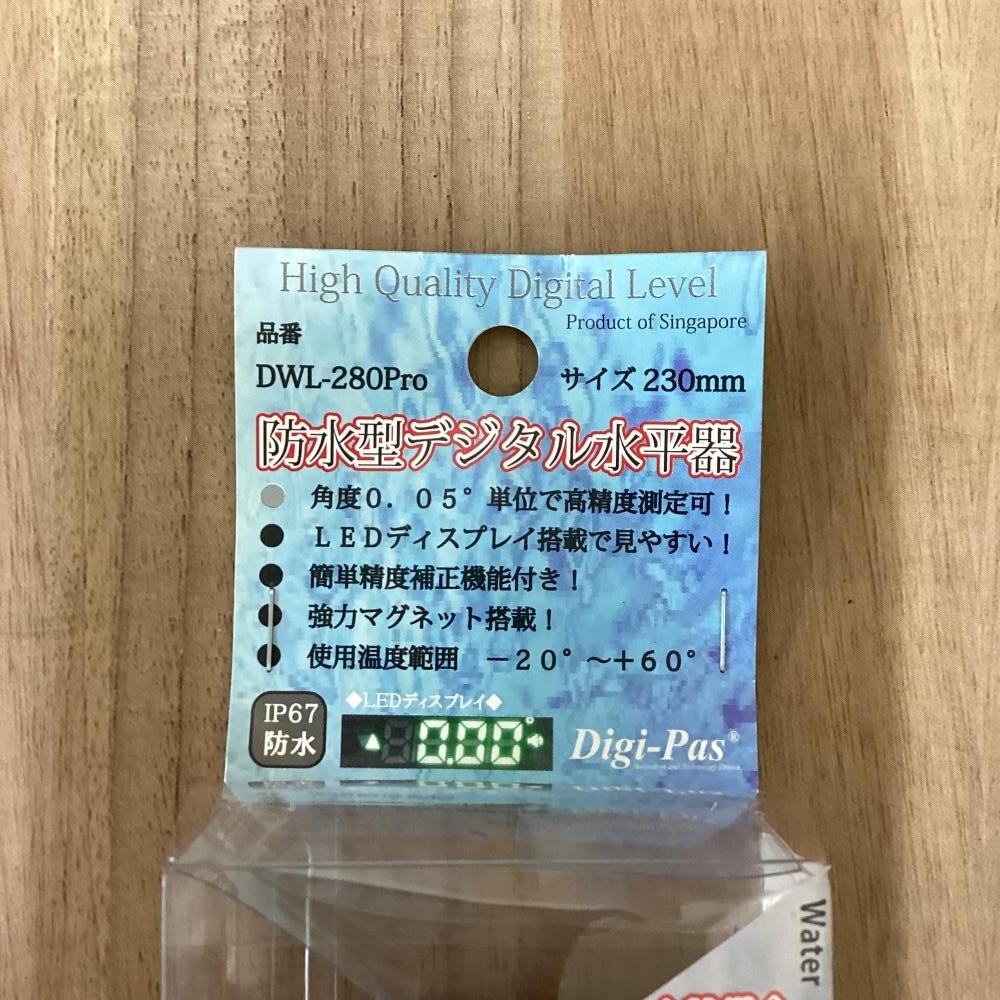 High Quality Digital Level
Product of Singapore
品番
DWL-280Pro
サイズ 230mm
防水型デジタル水平器
角度０．０５°単位で高精度測定可！
ＬＥＤディスプレイ搭載で見やすい！
簡単精度補正機能付き！
強力マグネット搭載！
使用温度範囲　－２０°～＋６０°
IP67
防水
◆LEDディスプレイ◆
0.00°
Digi-Pas®
Water